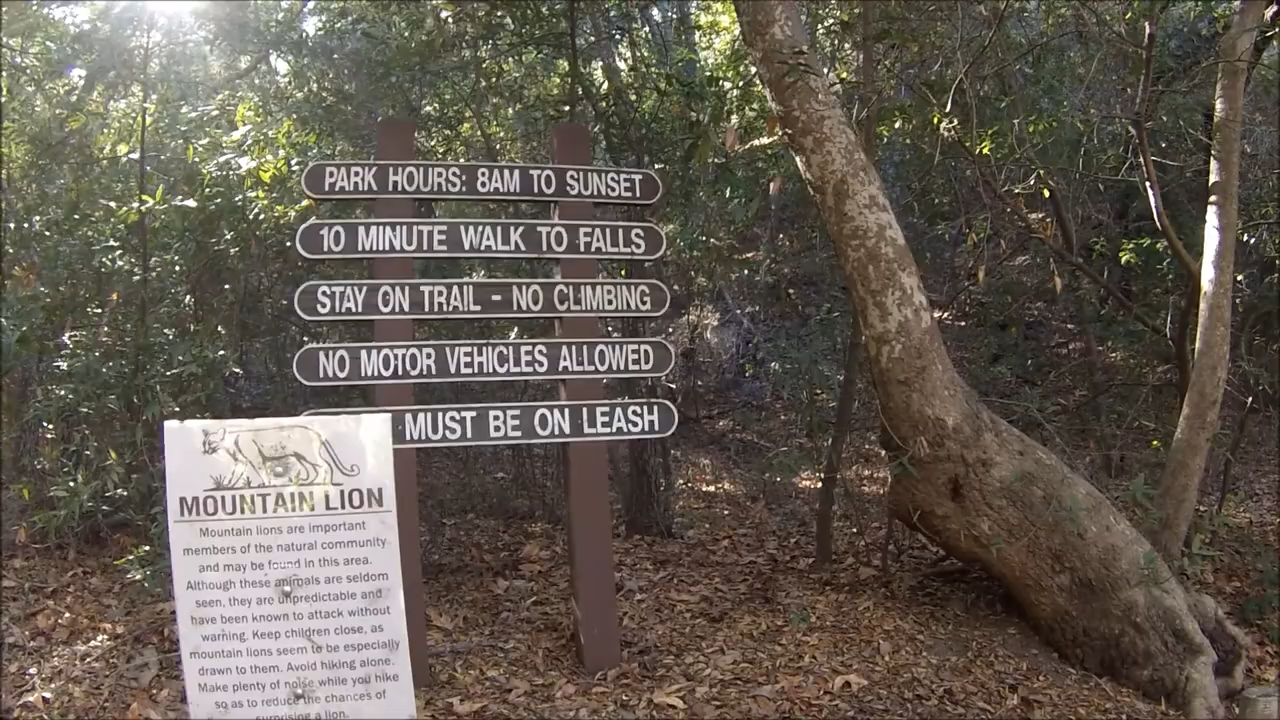 PARK HOURS: 8AM TO SUNSET
10 MINUTE WALK TO FALLS
STAY ON TRAIL - NO CLIMBING
NO MOTOR VEHICLES ALLOWED
MUST BE ON LEASH
MOUNTAIN LION
Mountain lions are important
members of the natural community
and may be found in this area.
Although these animals are seldom
seen, they are unpredictable and
have been known to attack without
warning. Keep children close, as
mountain lions seem to be especially
drawn to them. Avoid hiking alone.
Make plenty of noise while you hike
so as to reduce the chances of
surprising a lion.